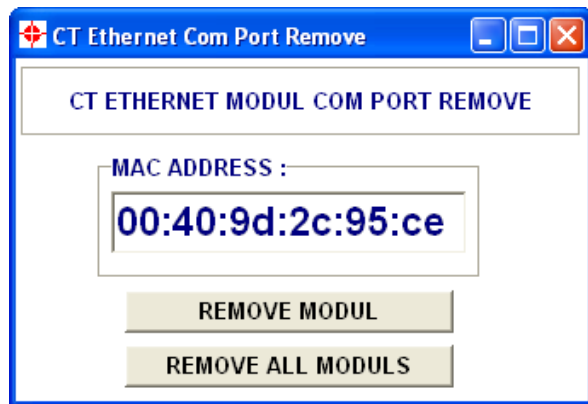 CT Ethernet Com Port Remove
CT ETHERNET MODUL COM PORT REMOVE
MAC ADDRESS :
00:40:9d:2c:95:ce
REMOVE MODUL
REMOVE ALL MODULS